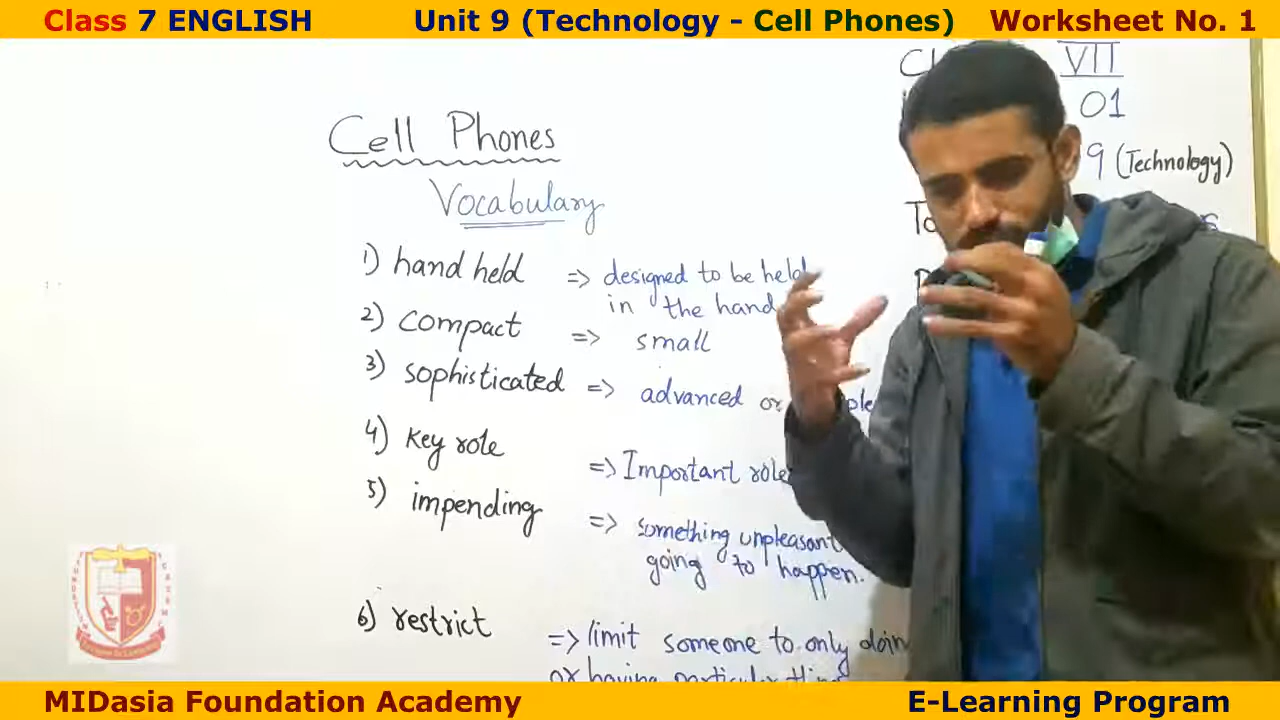 Class 7 ENGLISH Unit 9 (Technology - Cell Phones) Worksheet No. 1
VII
01
9 (Technology)
Cell Phones
Vocabulary
1) hand held => designed to be held
in the hand
2) compact => small
3) sophisticated => advanced or
4) Key role => Important role
5) impending => something unpleasant
going to happen.
6) restrict => limit someone to only
or having particular
MIDasia Foundation Academy E-Learning Program